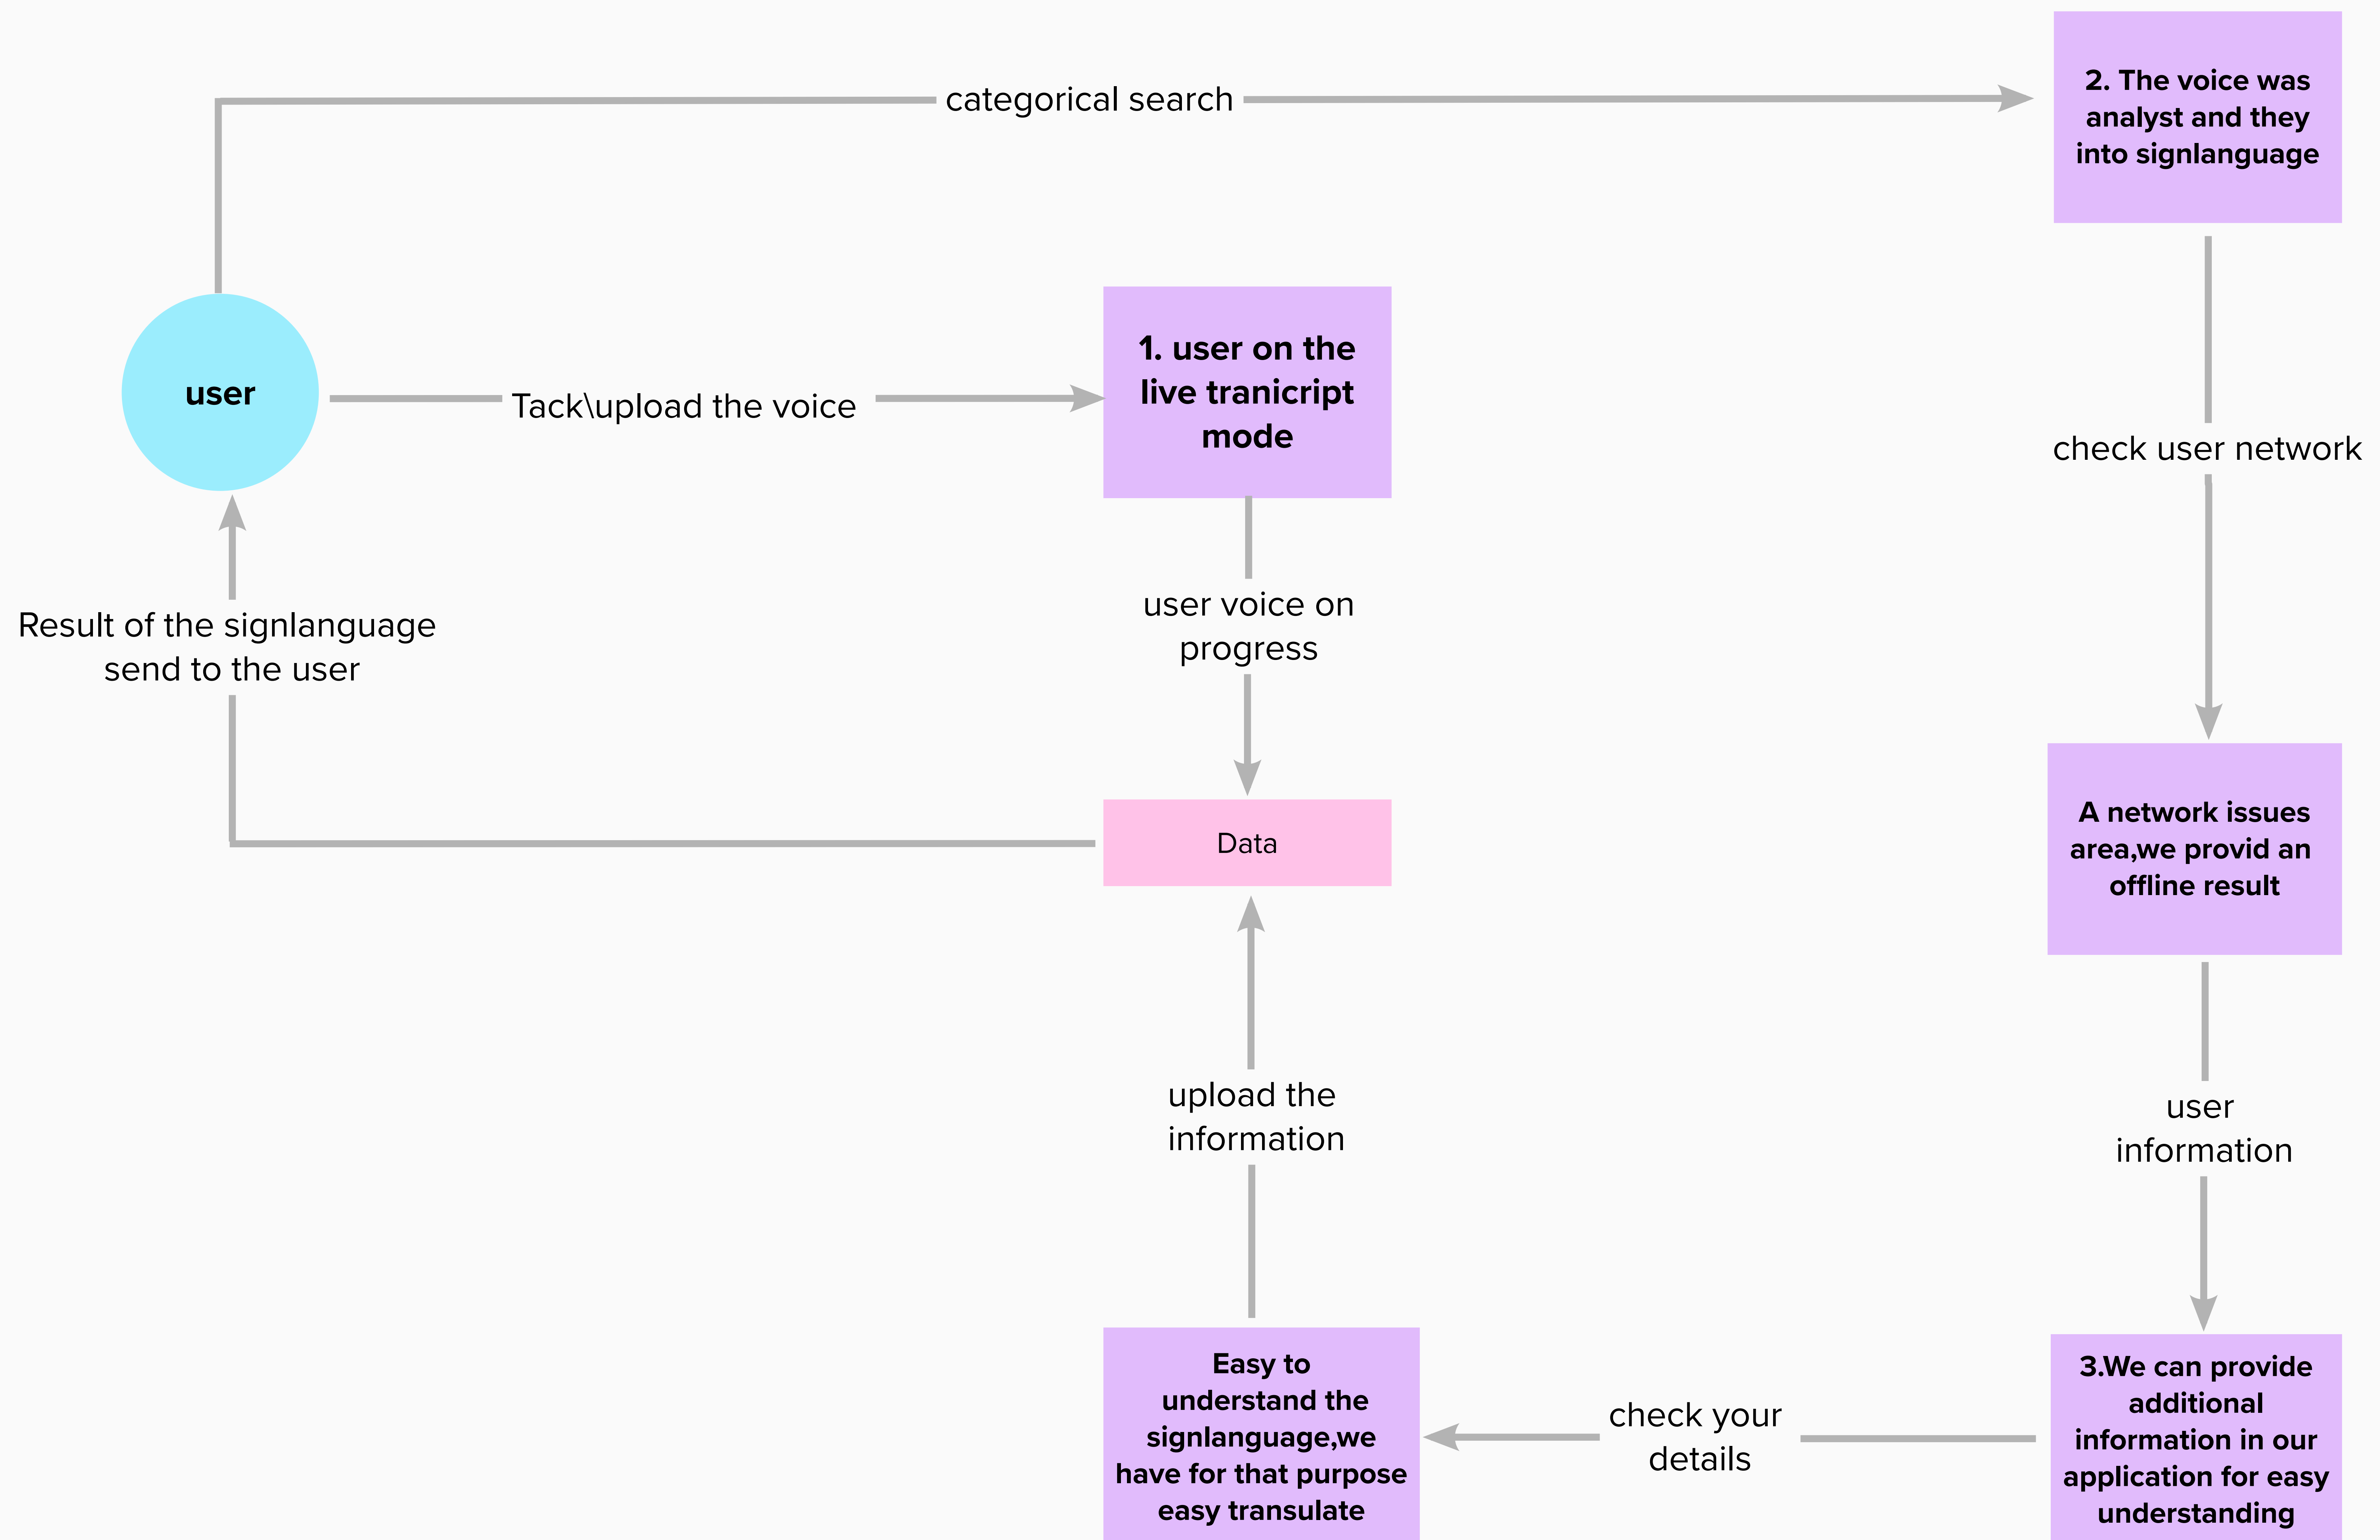 categorical search
2. The voice was
analyst and they
into signlanguage
user
Tack\upload the voice
1. user on the
live tranicript
mode
check user network
user voice on
progress
Result of the signlanguage
send to the user
Data
A network issues
area,we provid an
offline result
upload the
information
user
information
Easy to
understand the
signlanguage,we
have for that purpose
easy transulate
check your
details
3.We can provide
additional
information in our
application for easy
understanding